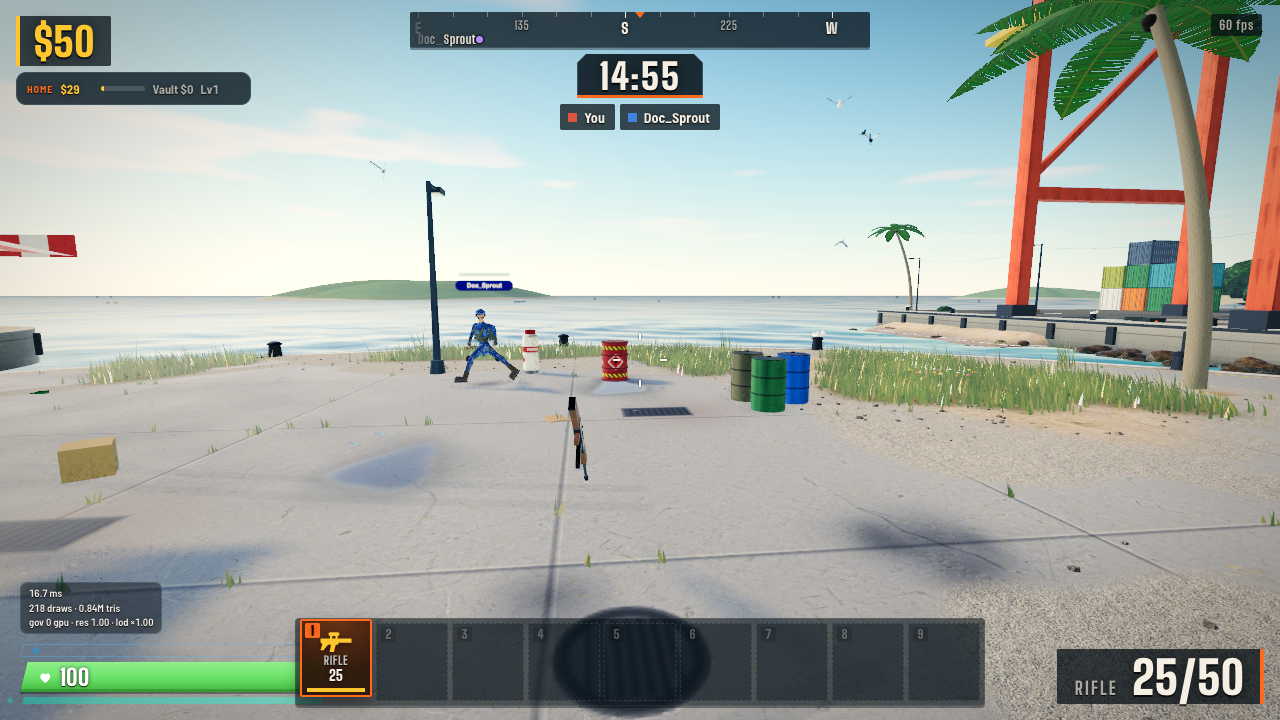 $50
HOME $29 Vault $0 Lv1
E 135 S 225 W
Doc_Sprout
14:55
You Doc_Sprout
60 fps
Doc_Sprout
16.7 ms
218 draws · 0.84M tris
gov 0 gpu · res 1.00 · lod ×1.00
100
1 2 3 4 5 6 7 8 9
RIFLE
25
RIFLE 25/50